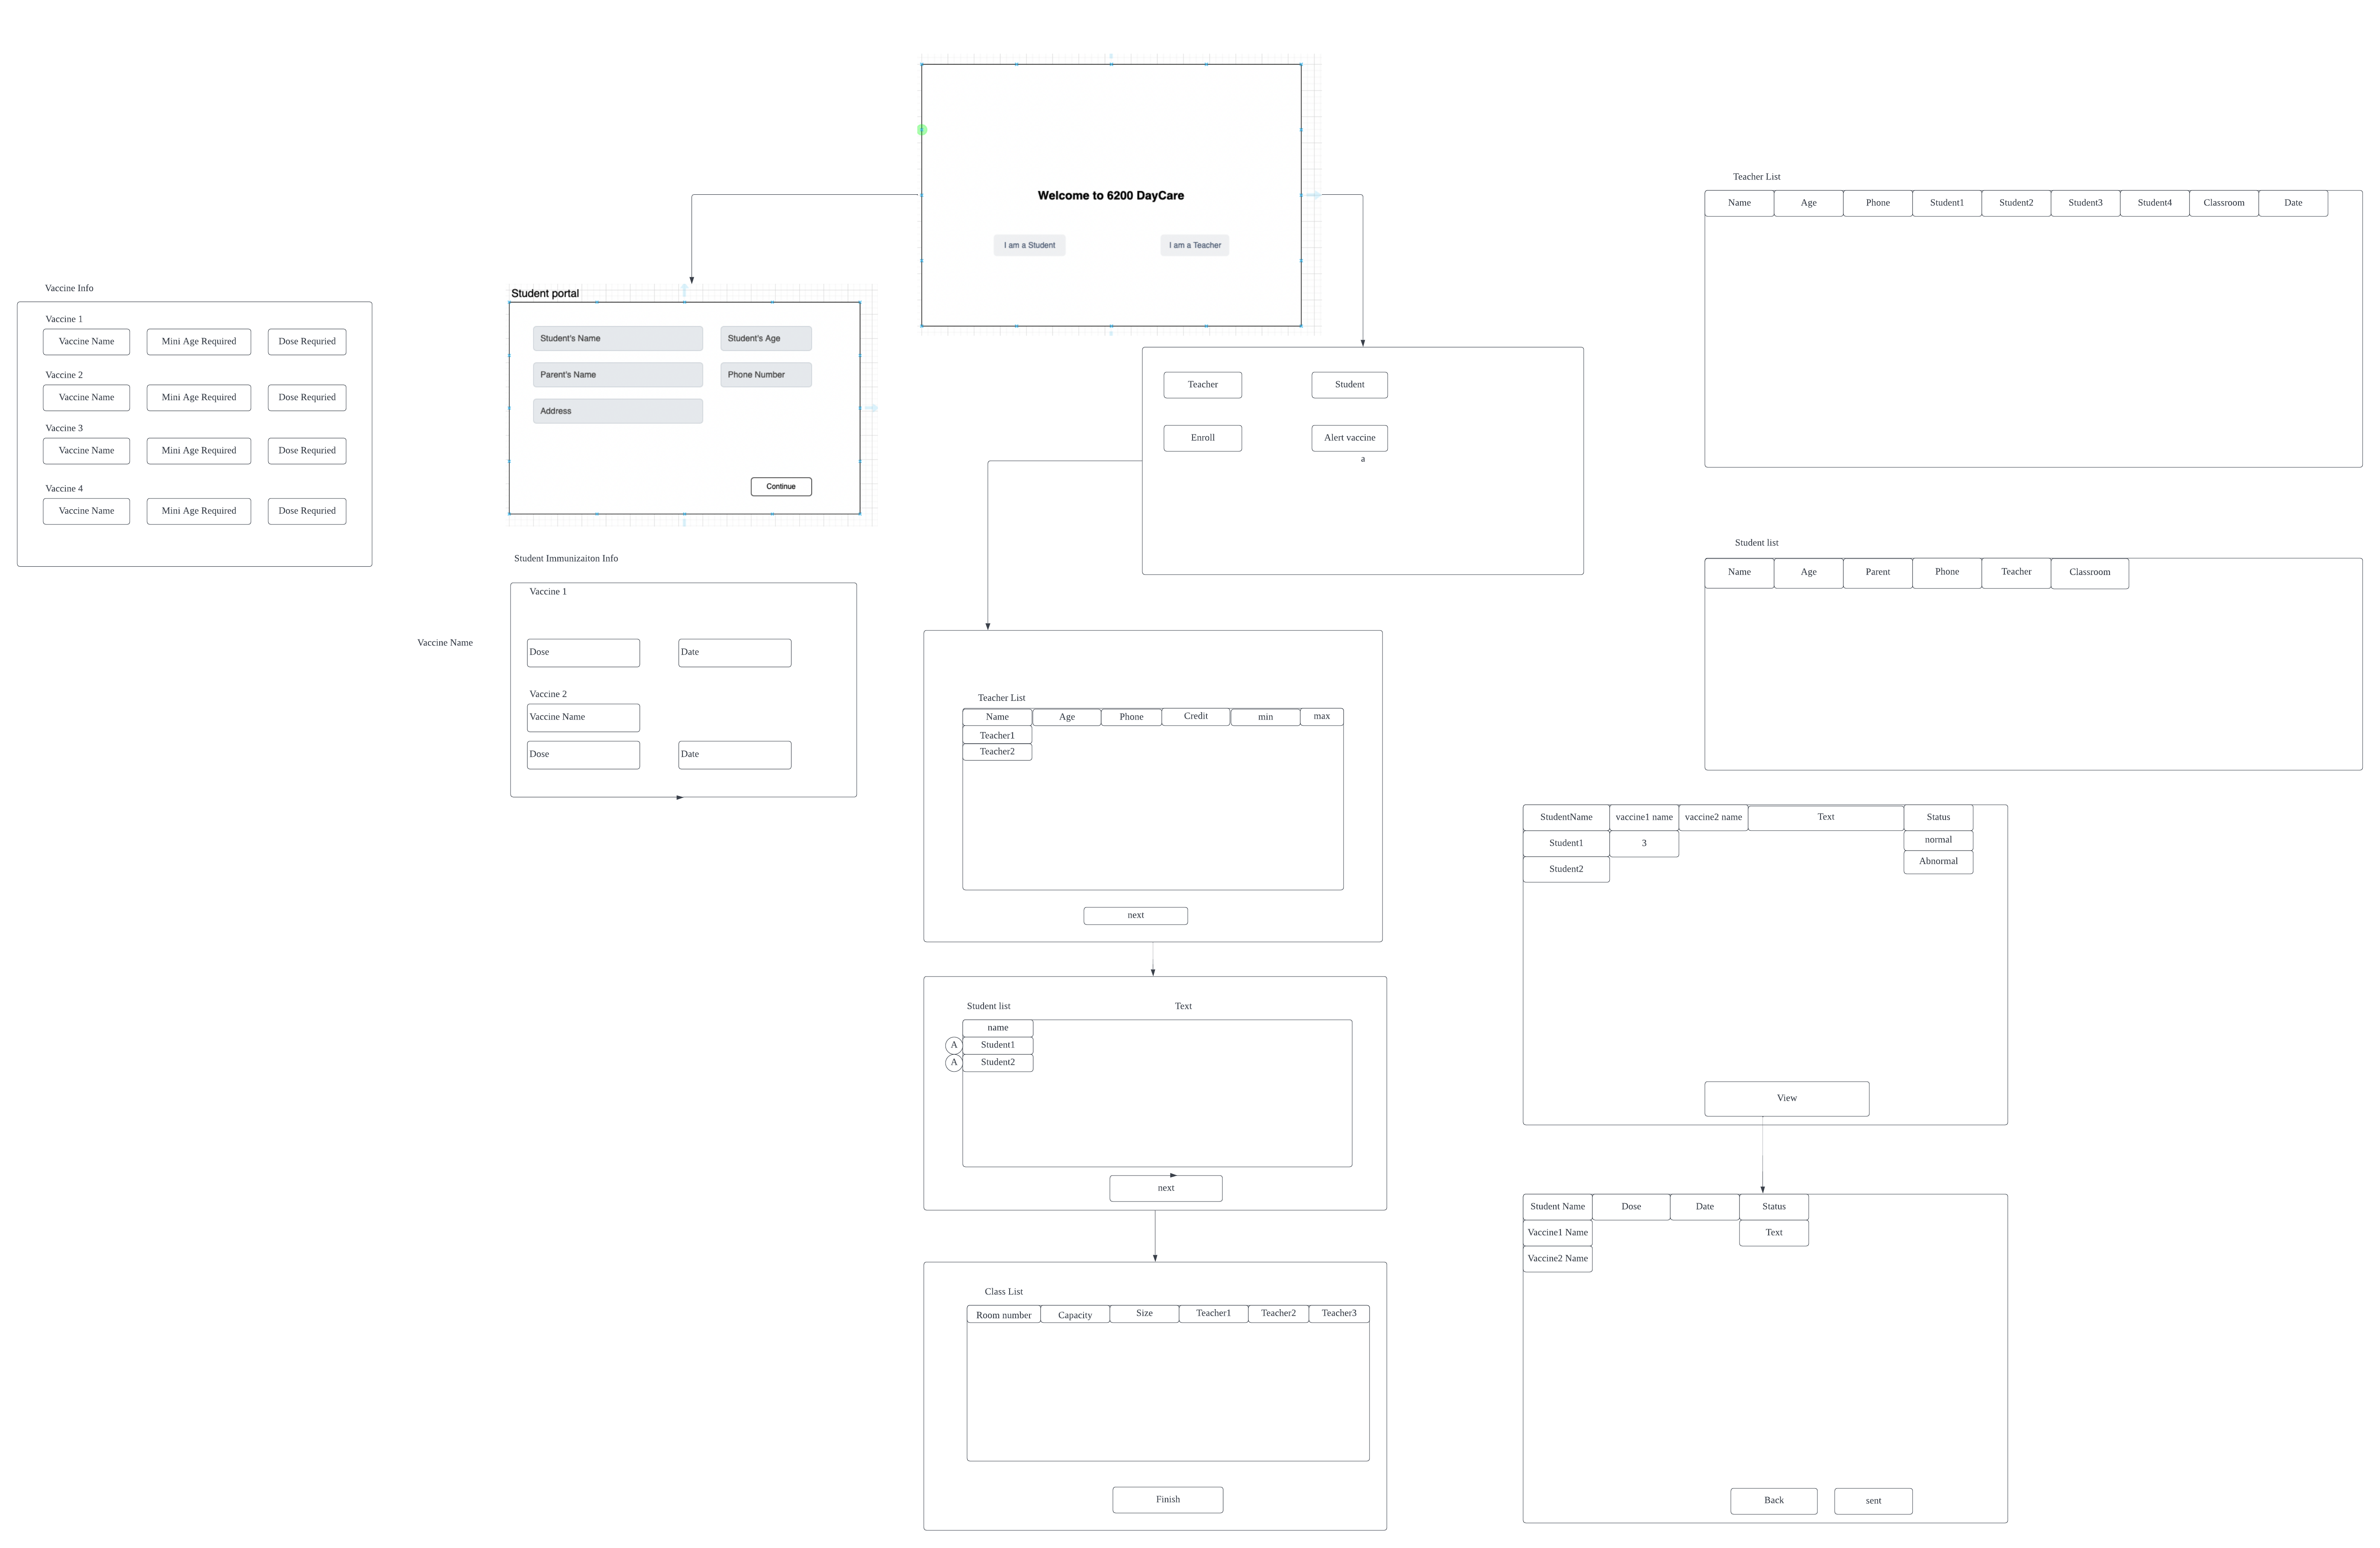 Welcome to 6200 DayCare
I am a Student
I am a Teacher
Vaccine Info
Vaccine 1
Vaccine Name
Mini Age Required
Dose Requried
Vaccine 2
Vaccine Name
Mini Age Required
Dose Requried
Vaccine 3
Vaccine Name
Mini Age Required
Dose Requried
Vaccine 4
Vaccine Name
Mini Age Required
Dose Requried
Student portal
Student's Name
Student's Age
Parent's Name
Phone Number
Address
Continue
Student Immunizaiton Info
Vaccine 1
Vaccine Name
Dose
Date
Vaccine 2
Vaccine Name
Dose
Date
Teacher
Student
Enroll
Alert vaccine
a
Teacher List
Name
Age
Phone
Credit
min
max
Teacher1
Teacher2
next
Student list
Text
name
A
Student1
A
Student2
next
Class List
Room number
Capacity
Size
Teacher1
Teacher2
Teacher3
Finish
Teacher List
Name
Age
Phone
Student1
Student2
Student3
Student4
Classroom
Date
Student list
Name
Age
Parent
Phone
Teacher
Classroom
StudentName
vaccine1 name
vaccine2 name
Text
Status
Student1
3
normal
Student2
Abnormal
View
Student Name
Dose
Date
Status
Vaccine1 Name
Text
Vaccine2 Name
Back
sent